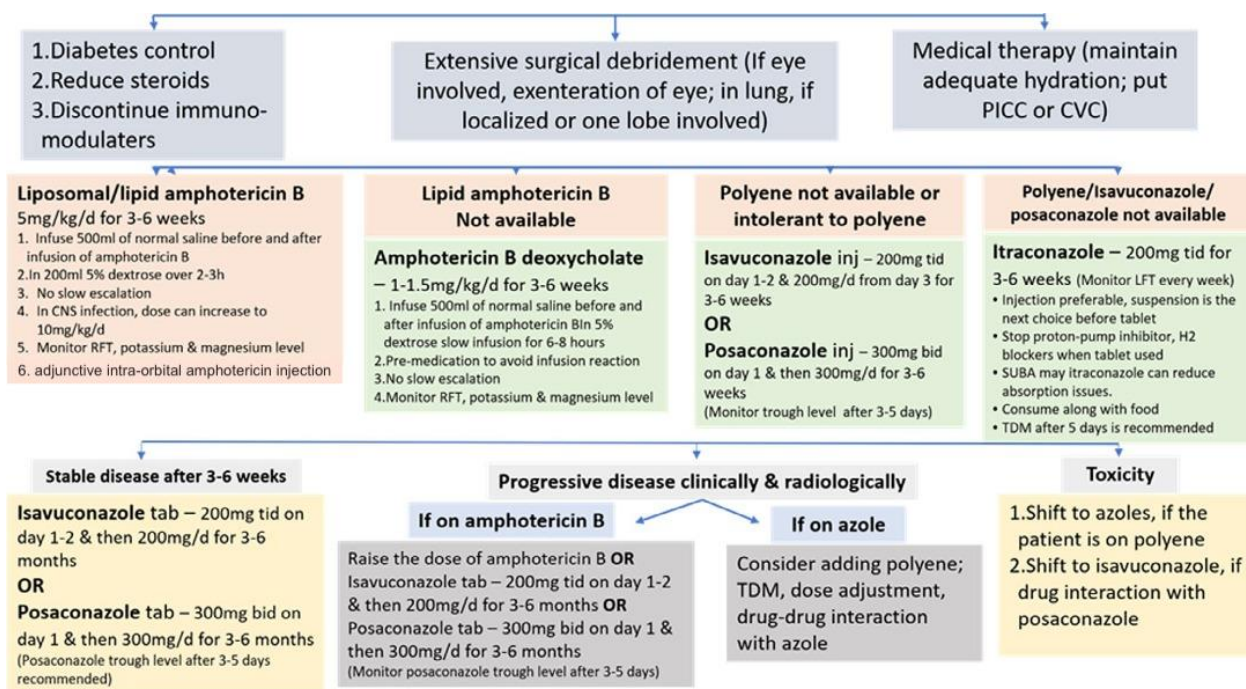 1.Diabetes control
2.Reduce steroids
3.Discontinue immuno-
modulaters
Extensive surgical debridement (If eye
involved, exenteration of eye; in lung, if
localized or one lobe involved)
Medical therapy (maintain
adequate hydration; put
PICC or CVC)
Liposomal/lipid amphotericin B
5mg/kg/d for 3-6 weeks
1. Infuse 500ml of normal saline before and after
infusion of amphotericin B
2.In 200ml 5% dextrose over 2-3h
3. No slow escalation
4. In CNS infection, dose can increase to
10mg/kg/d
5. Monitor RFT, potassium & magnesium level
6. adjunctive intra-orbital amphotericin injection
Lipid amphotericin B
Not available
Amphotericin B deoxycholate
– 1-1.5mg/kg/d for 3-6 weeks
1. Infuse 500ml of normal saline before and
after infusion of amphotericin BIn 5%
dextrose slow infusion for 6-8 hours
2.Pre-medication to avoid infusion reaction
3.No slow escalation
4.Monitor RFT, potassium & magnesium level
Polyene not available or
intolerant to polyene
Isavuconazole inj – 200mg tid
on day 1-2 & 200mg/d from day 3 for
3-6 weeks
OR
Posaconazole inj – 300mg bid
on day 1 & then 300mg/d for 3-6
weeks
(Monitor trough level after 3-5 days)
Polyene/Isavuconazole/
posaconazole not available
Itraconazole – 200mg tid for
3-6 weeks (Monitor LFT every week)
• Injection preferable, suspension is the
next choice before tablet
• Stop proton-pump inhibitor, H2
blockers when tablet used
• SUBA may itraconazole can reduce
absorption issues.
• Consume along with food
• TDM after 5 days is recommended
Stable disease after 3-6 weeks
Isavuconazole tab – 200mg tid on
day 1-2 & then 200mg/d for 3-6
months
OR
Posaconazole tab – 300mg bid on
day 1 & then 300mg/d for 3-6 months
(Posaconazole trough level after 3-5 days
recommended)
Progressive disease clinically & radiologically
If on amphotericin B
Raise the dose of amphotericin B OR
Isavuconazole tab – 200mg tid on day 1-2
& then 200mg/d for 3-6 months OR
Posaconazole tab – 300mg bid on day 1 &
then 300mg/d for 3-6 months
(Monitor posaconazole trough level after 3-5 days)
If on azole
Consider adding polyene;
TDM, dose adjustment,
drug-drug interaction
with azole
Toxicity
1.Shift to azoles, if the
patient is on polyene
2.Shift to isavuconazole, if
drug interaction with
posaconazole